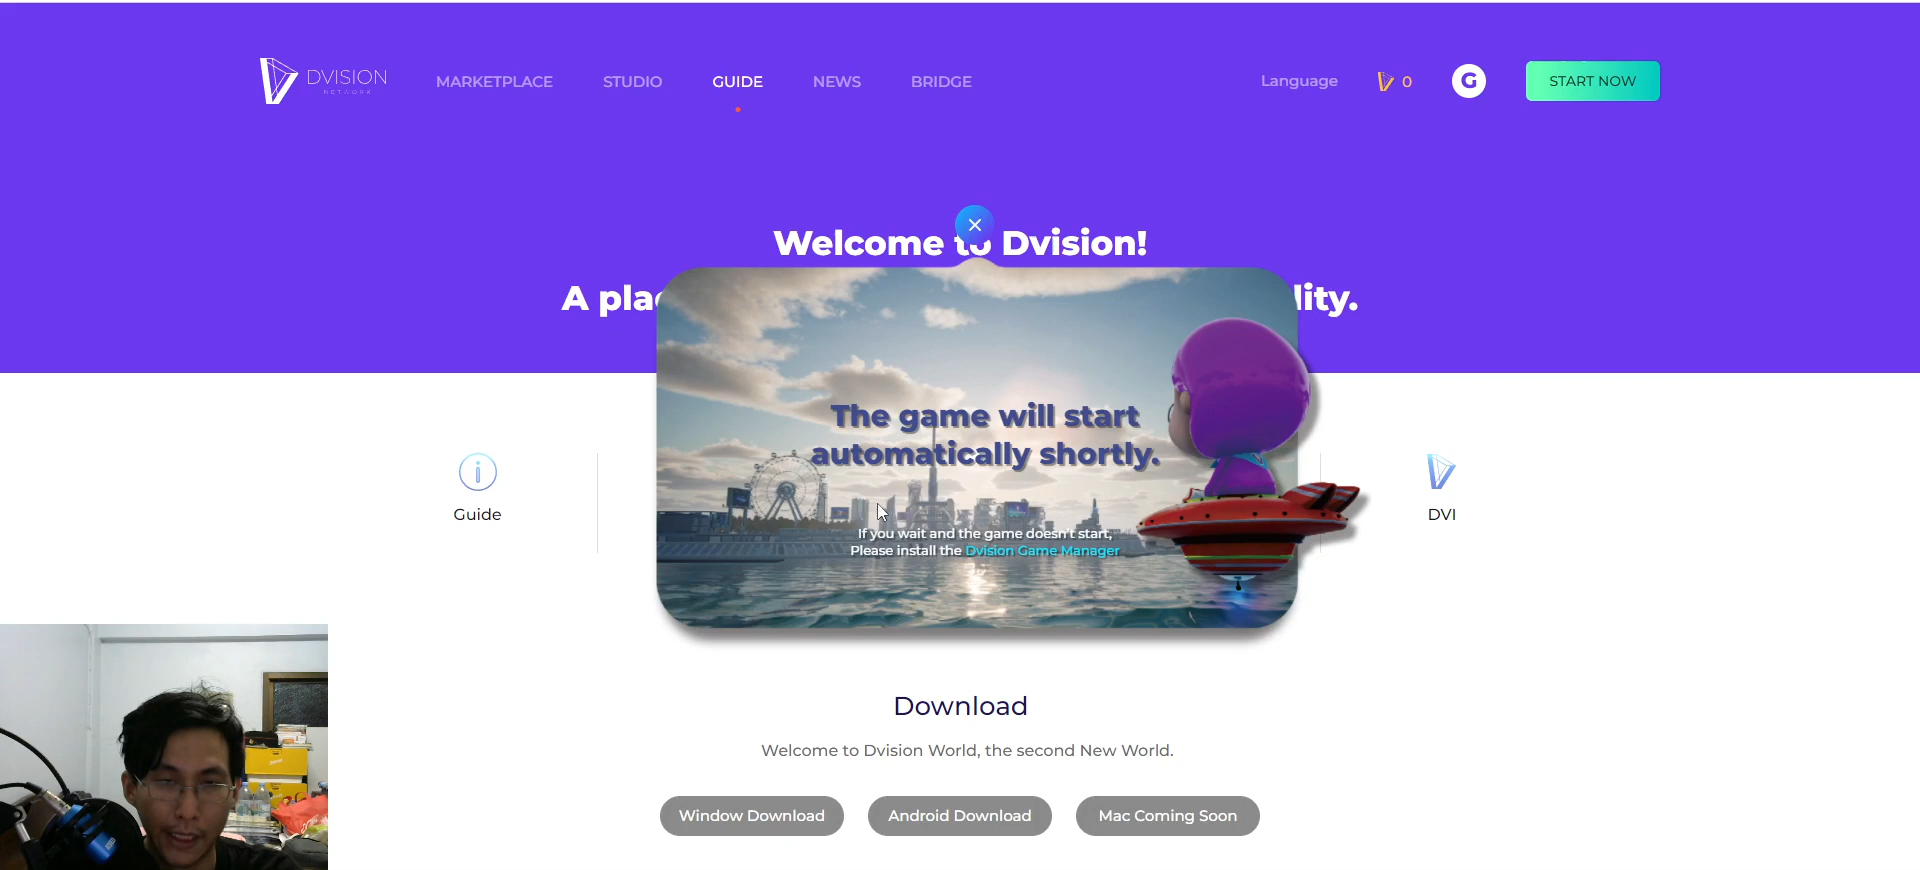 DVISION
NETWORK
MARKETPLACE
STUDIO
GUIDE
NEWS
BRIDGE
Language
0
G
START NOW
Welcome to Dvision!
A pla
lity.
The game will start
automatically shortly.
If you wait and the game doesn't start,
Please install the Dvision Game Manager
Guide
DVI
Download
Welcome to Dvision World, the second New World.
Window Download
Android Download
Mac Coming Soon